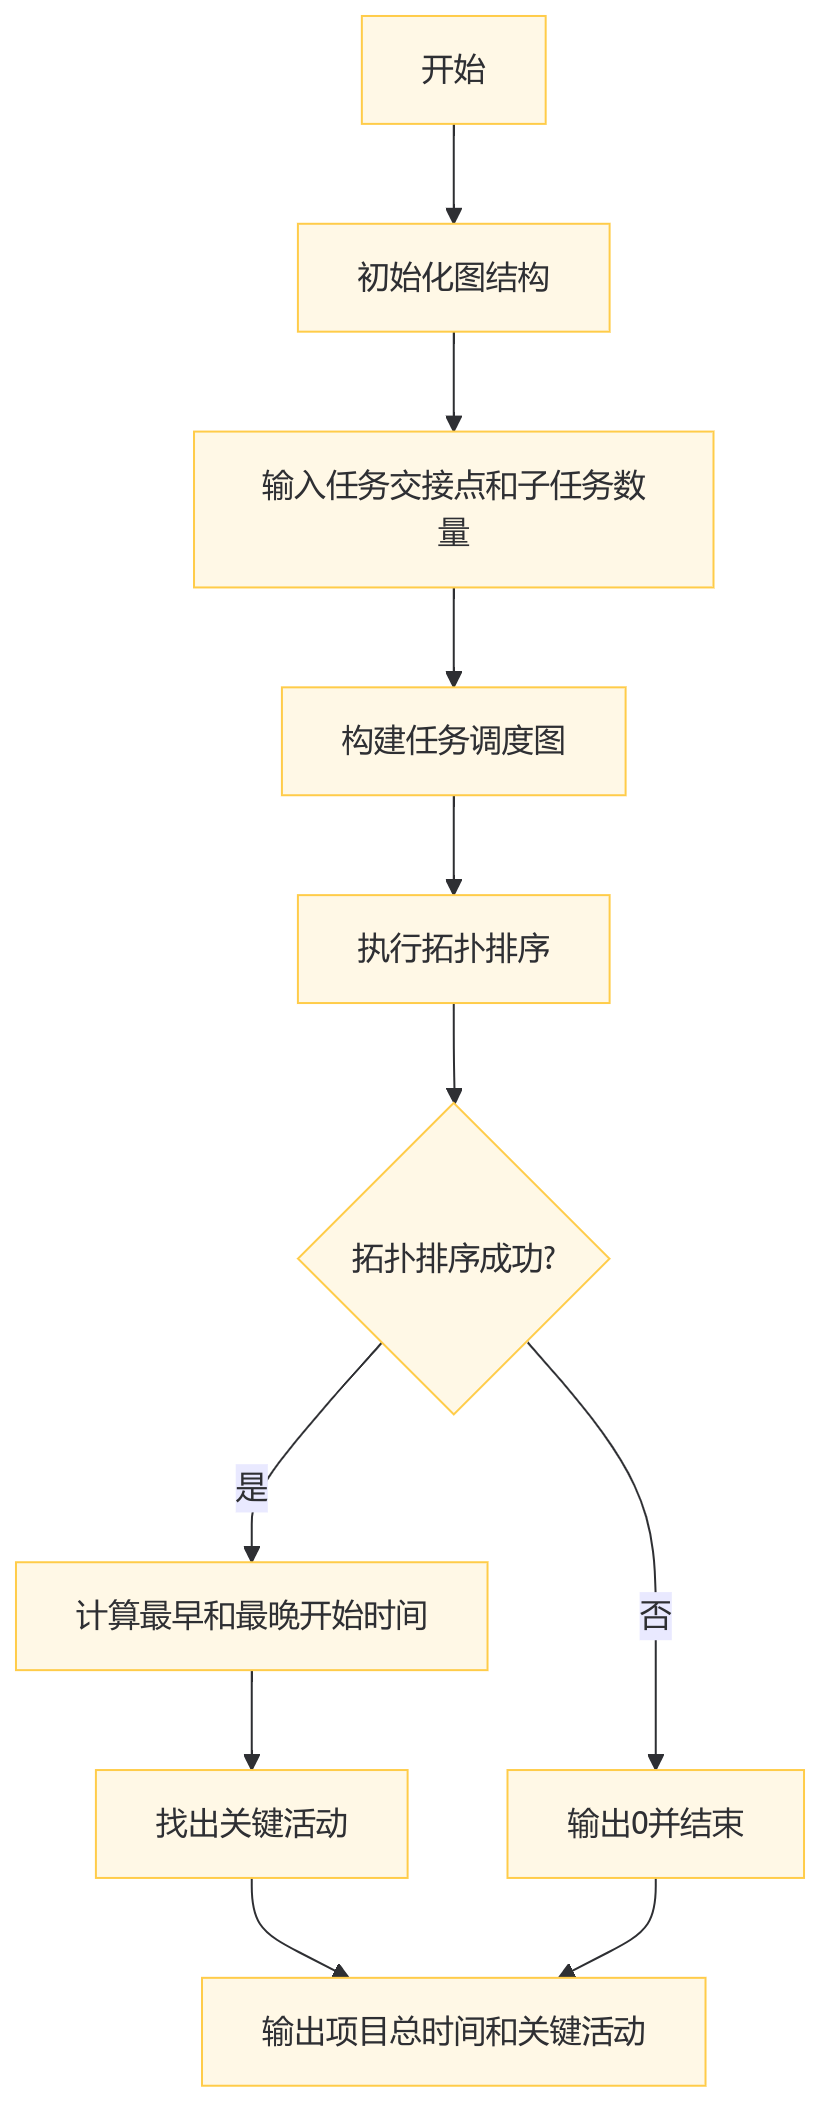 开始
初始化图结构
输入任务交接点和子任务数
量
构建任务调度图
执行拓扑排序
拓扑排序成功?
是
否
计算最早和最晚开始时间
找出关键活动
输出0并结束
输出项目总时间和关键活动